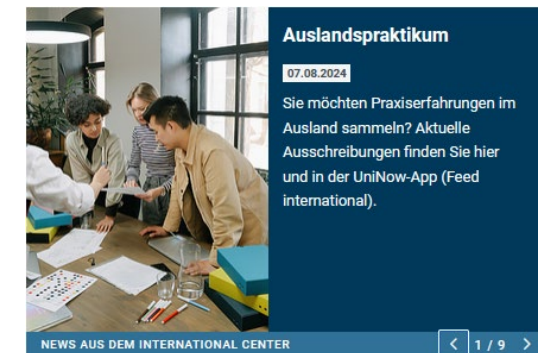 Auslandspraktikum
07.08.2024
Sie möchten Praxiserfahrungen im
Ausland sammeln? Aktuelle
Ausschreibungen finden Sie hier
und in der UniNow-App (Feed
international).
NEWS AUS DEM INTERNATIONAL CENTER
< 1 / 9 >